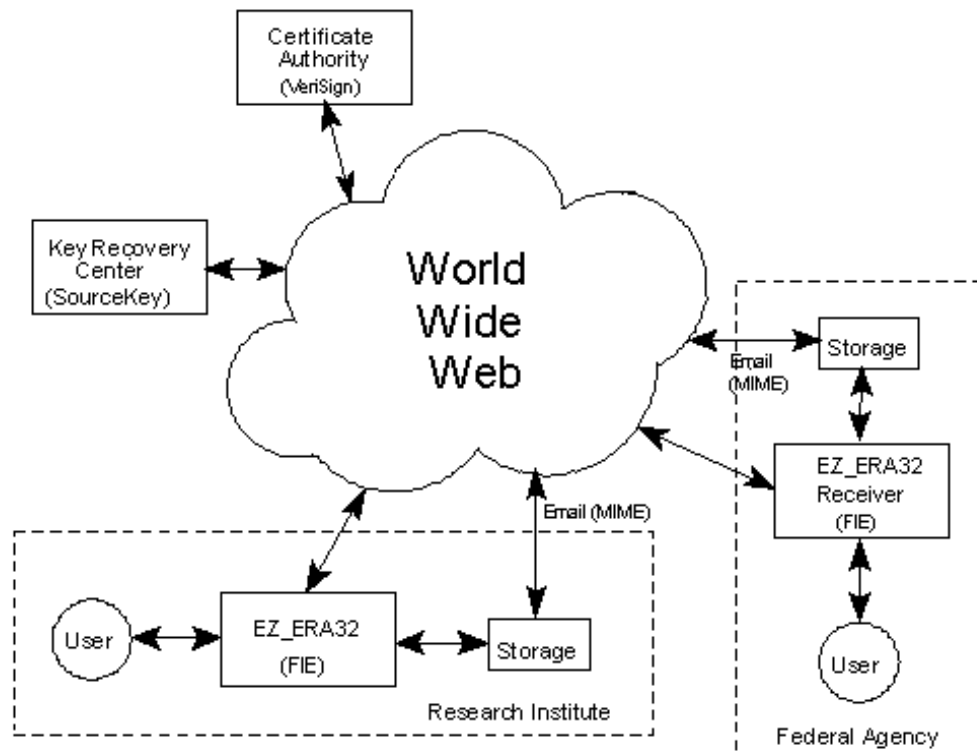 Certificate
Authority
(VeriSign)
Key Recovery
Center
(SourceKey)
World
Wide
Web
Storage
Email
(MIME)
EZ_ERA32
Receiver
(FIE)
User
Federal Agency
Email (MIME)
User
EZ_ERA32
(FIE)
Storage
Research Institute